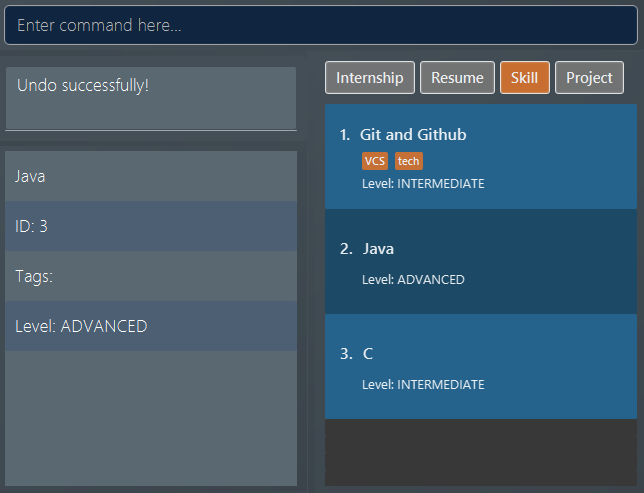 Enter command here...
Undo successfully!
Java
ID: 3
Tags:
Level: ADVANCED
Internship
Resume
Skill
Project
1. Git and Github
VCS tech
Level: INTERMEDIATE
2. Java
Level: ADVANCED
3. C
Level: INTERMEDIATE